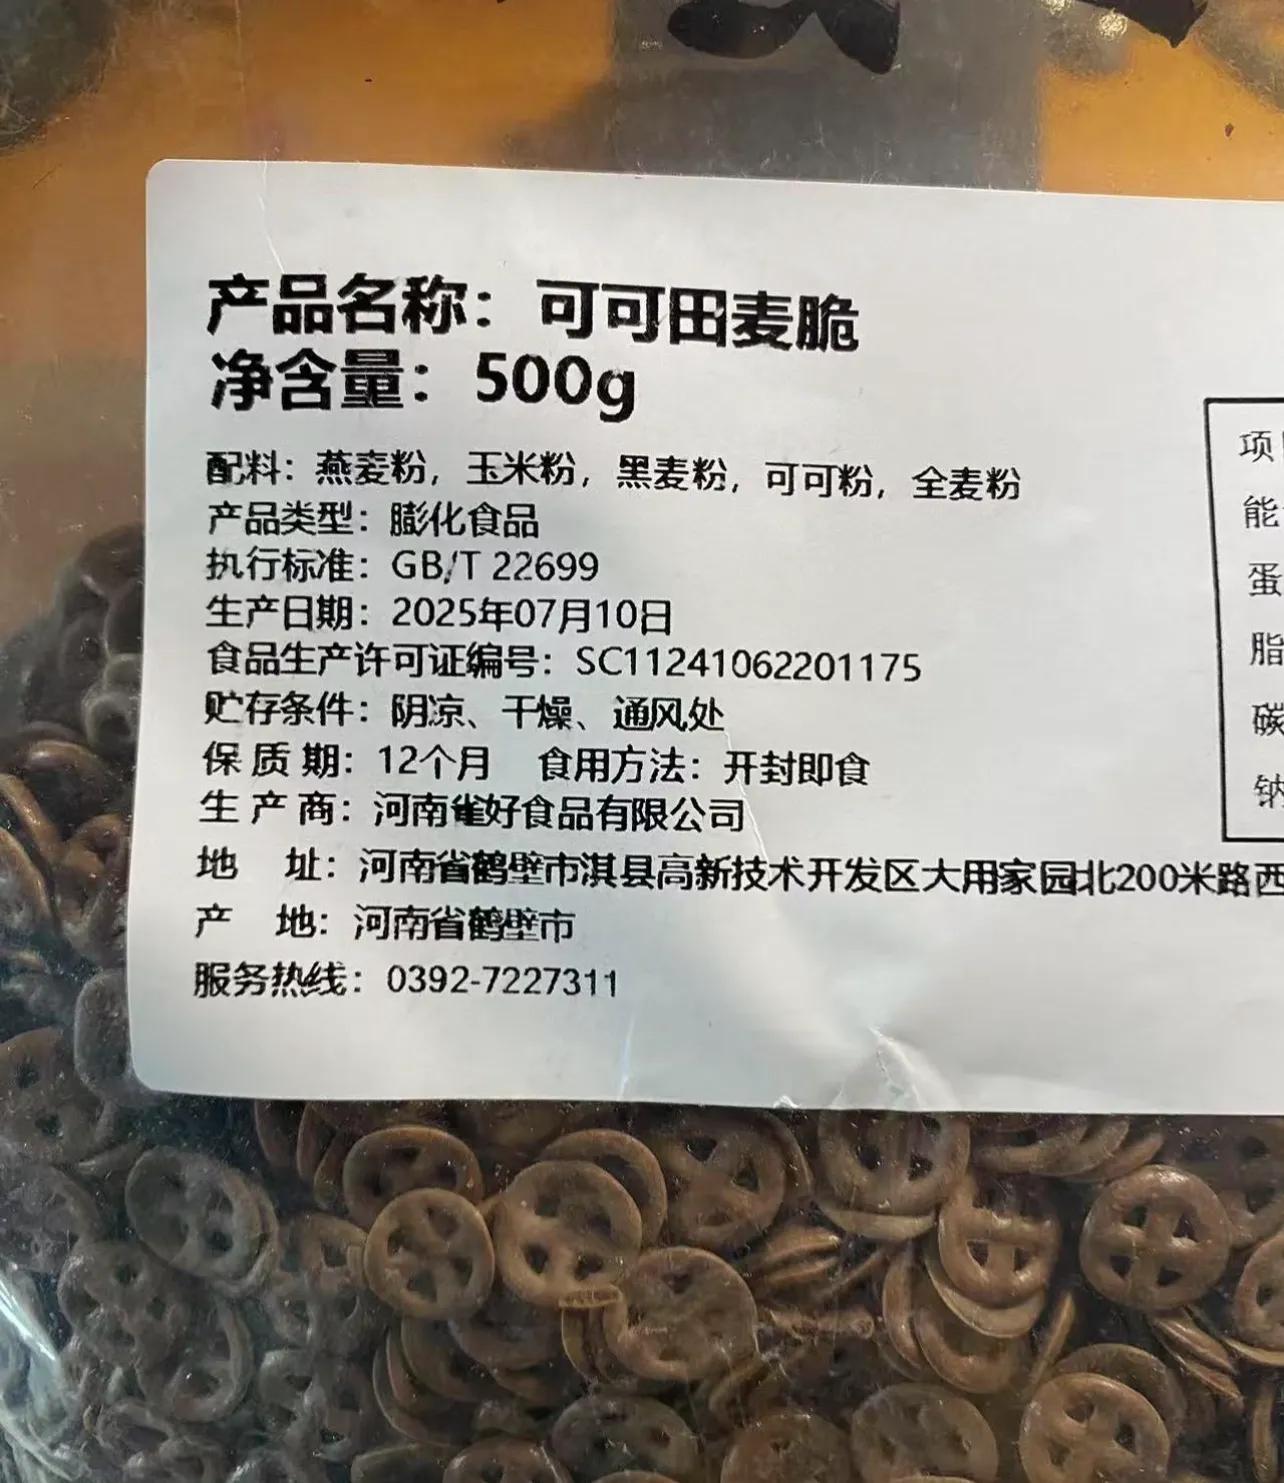 产品名称：可可田麦脆
净含量：500g
配料：燕麦粉，玉米粉，黑麦粉，可可粉，全麦粉
产品类型：膨化食品
执行标准：GB/T 22699
生产日期：2025年07月10日
食品生产许可证编号：SC11241062201175
贮存条件：阴凉、干燥、通风处
保质期：12个月 食用方法：开封即食
生产商：河南雀好食品有限公司
地 址：河南省鹤壁市淇县高新技术开发区大用家园北200米路西
产 地：河南省鹤壁市
服务热线：0392-7227311
项
能
蛋
脂
碳
钠